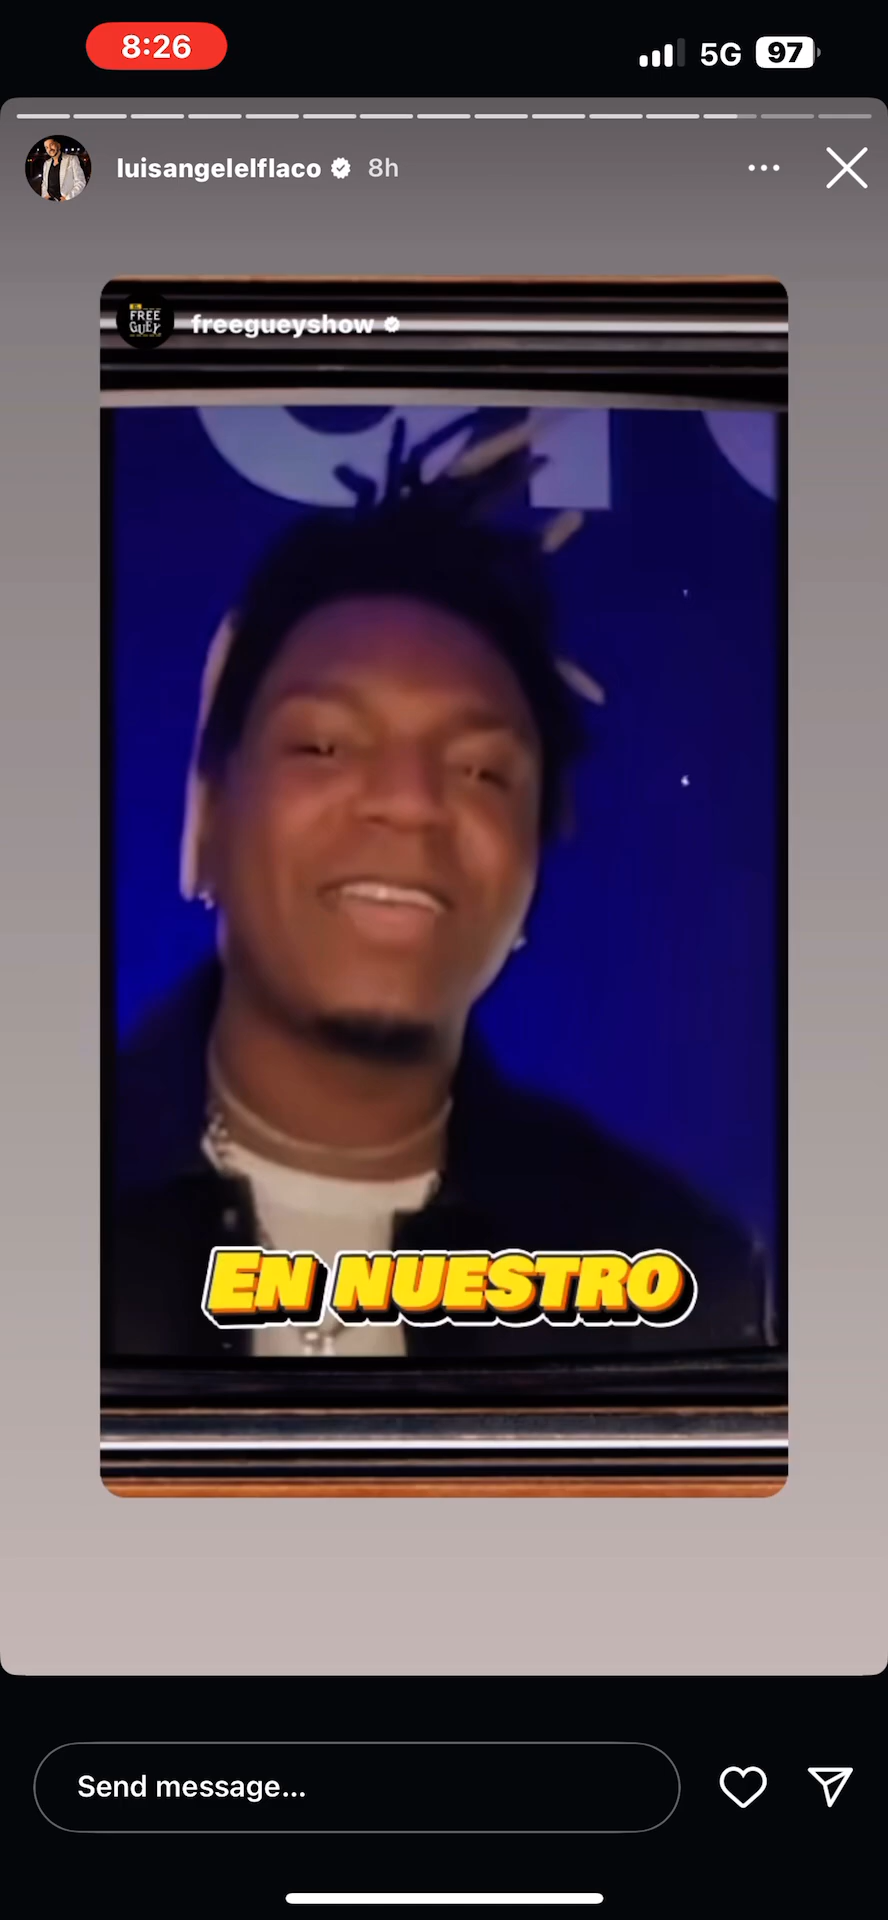 8:26
5G
97
luisangelelflaco 8h
FREE
GUEY
freegueyshow
EN NUESTRO
Send message...